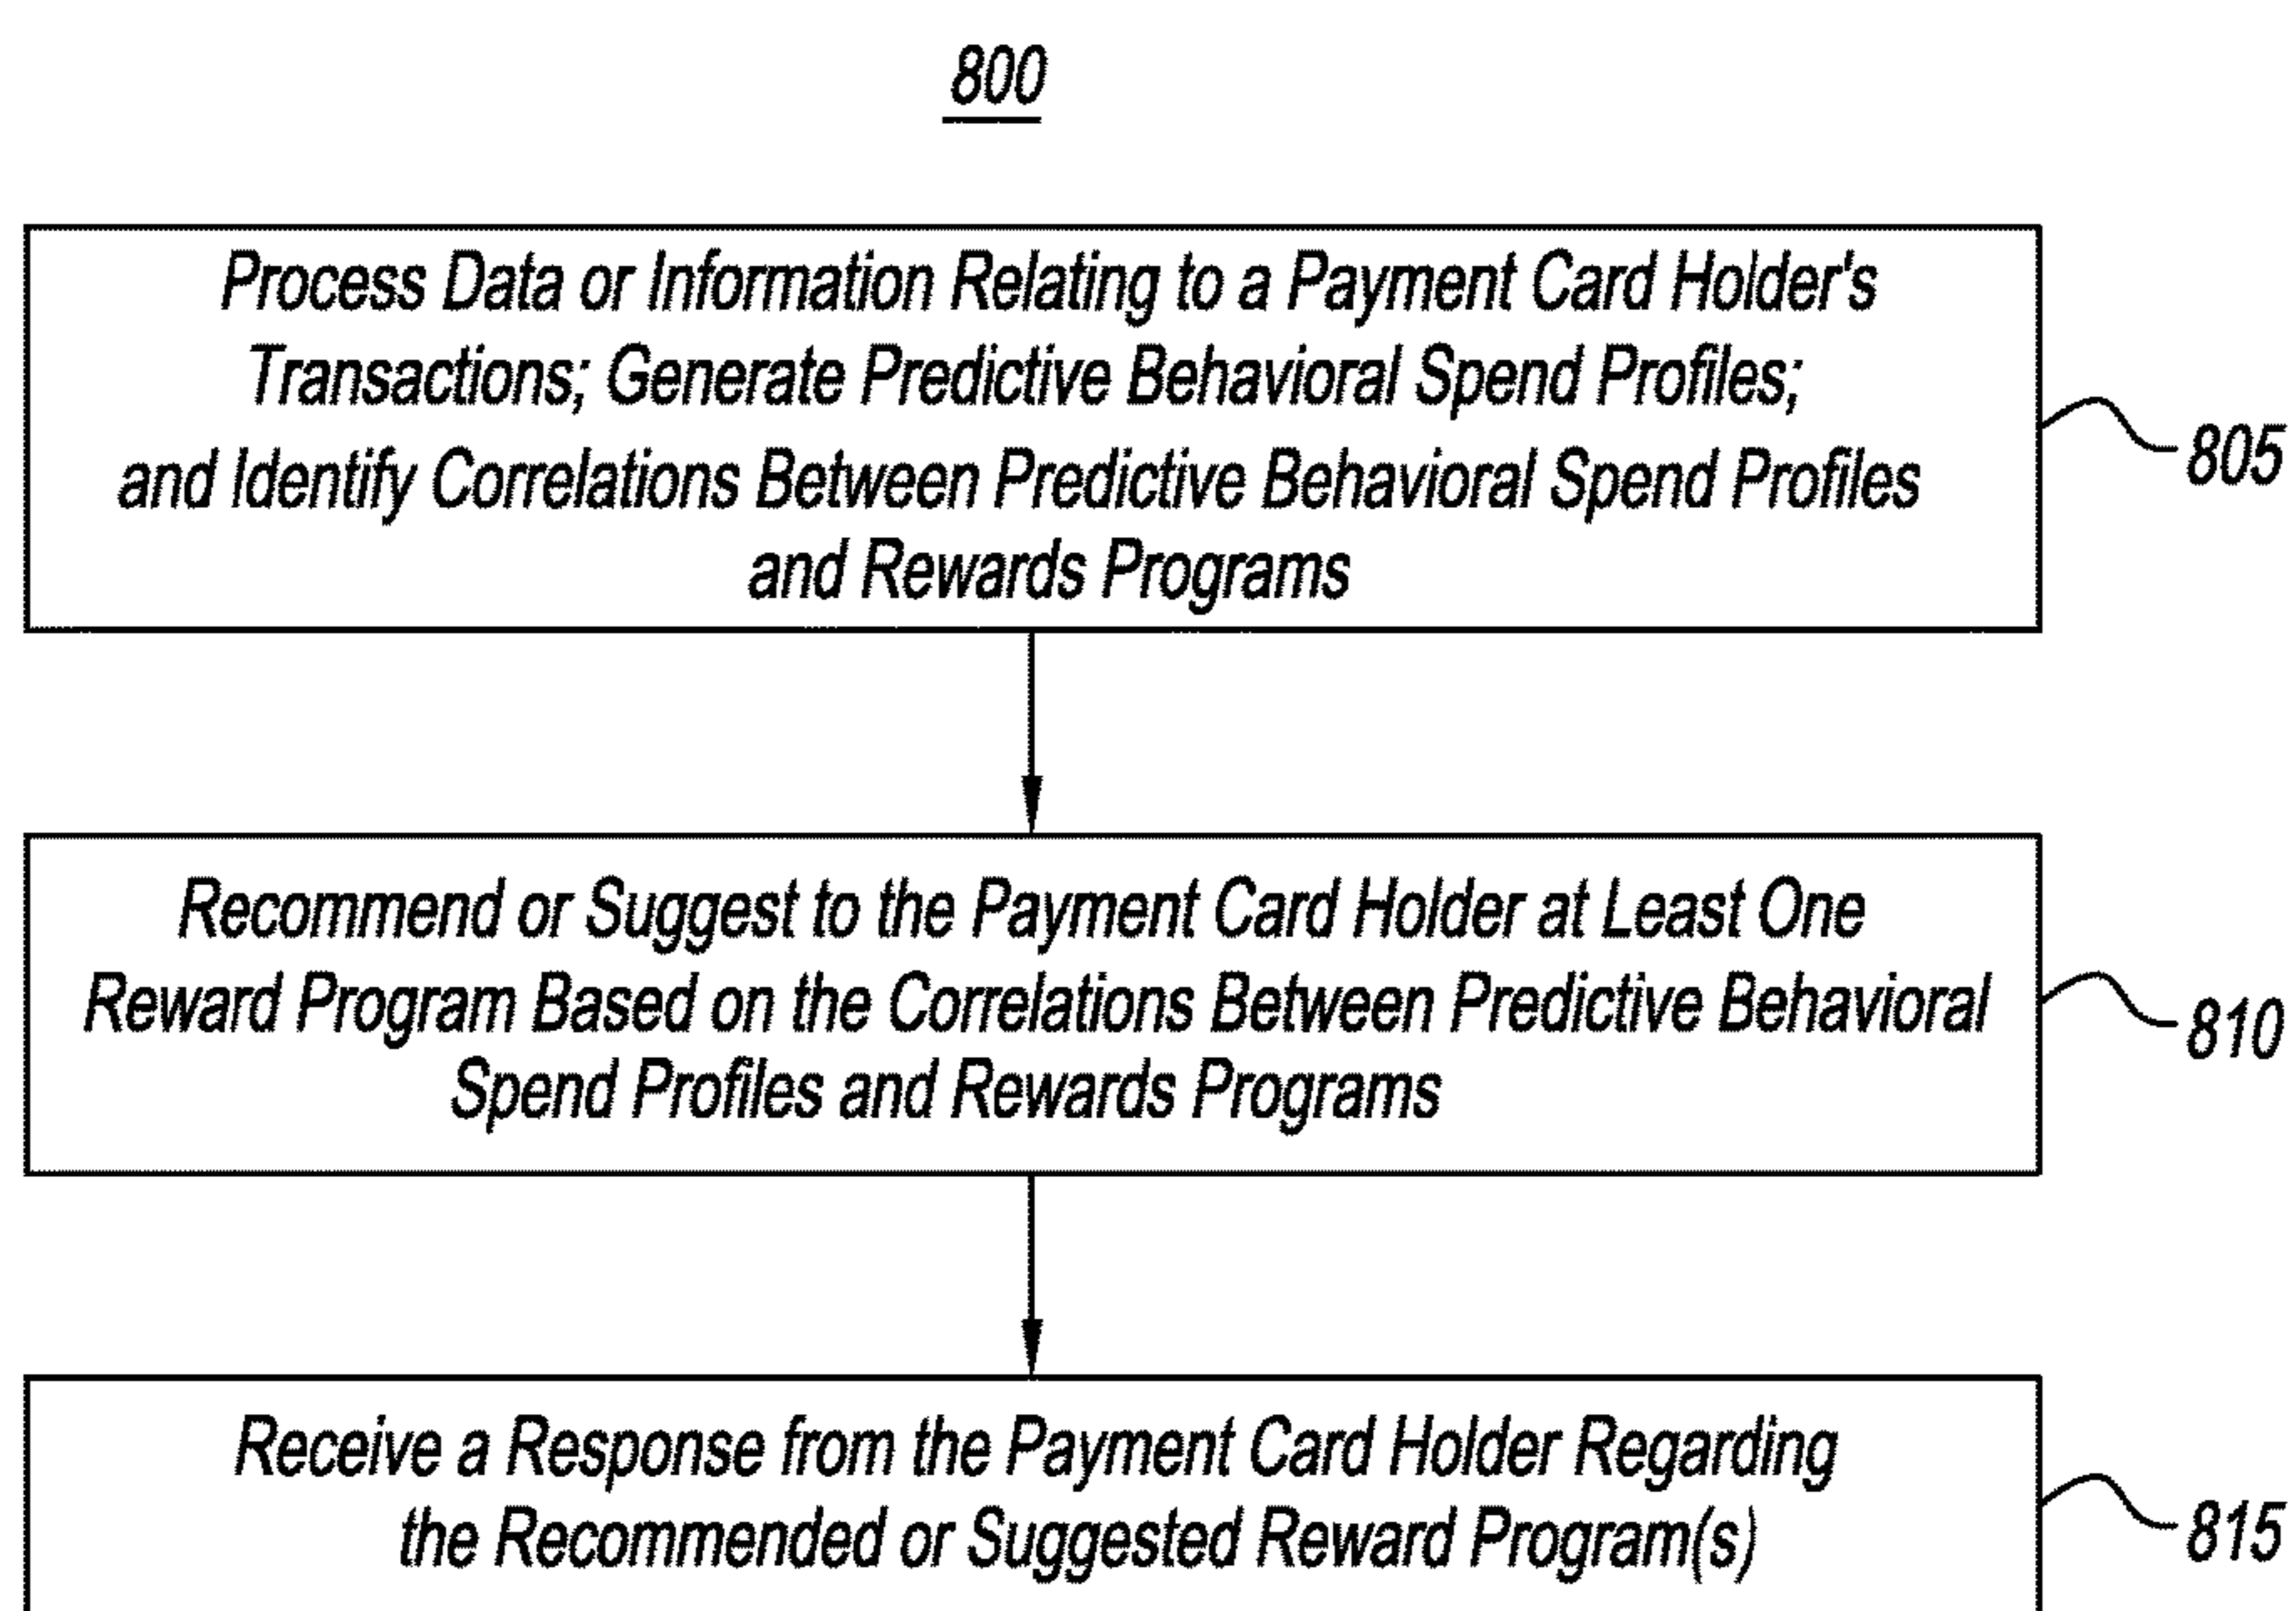 800
Process Data or Information Relating to a Payment Card Holder's
Transactions; Generate Predictive Behavioral Spend Profiles;
and Identify Correlations Between Predictive Behavioral Spend Profiles
and Rewards Programs
805
Recommend or Suggest to the Payment Card Holder at Least One
Reward Program Based on the Correlations Between Predictive Behavioral
Spend Profiles and Rewards Programs
810
Receive a Response from the Payment Card Holder Regarding
the Recommended or Suggested Reward Program(s)
815